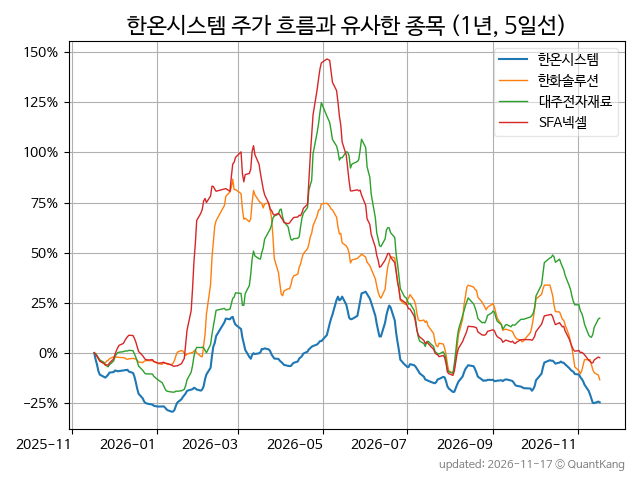 한온시스템 주가 흐름과 유사한 종목 (1년, 5일선)
150%
125%
100%
75%
50%
25%
0%
−25%
한온시스템
한화솔루션
대주전자재료
SFA넥셀
2025-11
2026-01
2026-03
2026-05
2026-07
2026-09
2026-11
updated: 2026-11-17 © QuantKang